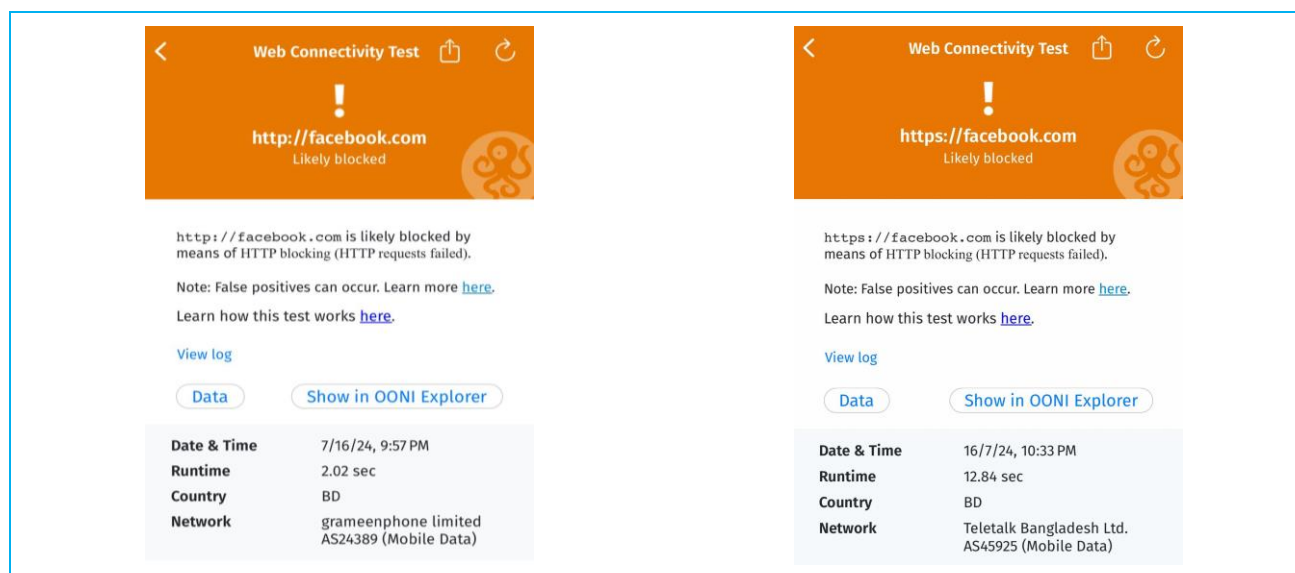 Web Connectivity Test
http://facebook.com
Likely blocked
http://facebook.com is likely blocked by
means of HTTP blocking (HTTP requests failed).
Note: False positives can occur. Learn more here.
Learn how this test works here.
View log
Data
Show in OONI Explorer
Date & Time 7/16/24, 9:57 PM
Runtime 2.02 sec
Country BD
Network grameenphone limited
AS24389 (Mobile Data)
Web Connectivity Test
https://facebook.com
Likely blocked
https://facebook.com is likely blocked by
means of HTTP blocking (HTTP requests failed).
Note: False positives can occur. Learn more here.
Learn how this test works here.
View log
Data
Show in OONI Explorer
Date & Time 16/7/24, 10:33 PM
Runtime 12.84 sec
Country BD
Network Teletalk Bangladesh Ltd.
AS45925 (Mobile Data)